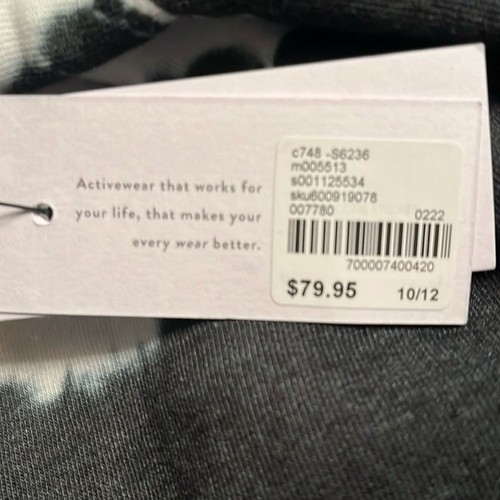 Activewear that works for
your life, that makes your
every wear better.
c748 -S6236
m005513
s001125534
sku600919078
007780 0222
700007400420
$79.95 10/12